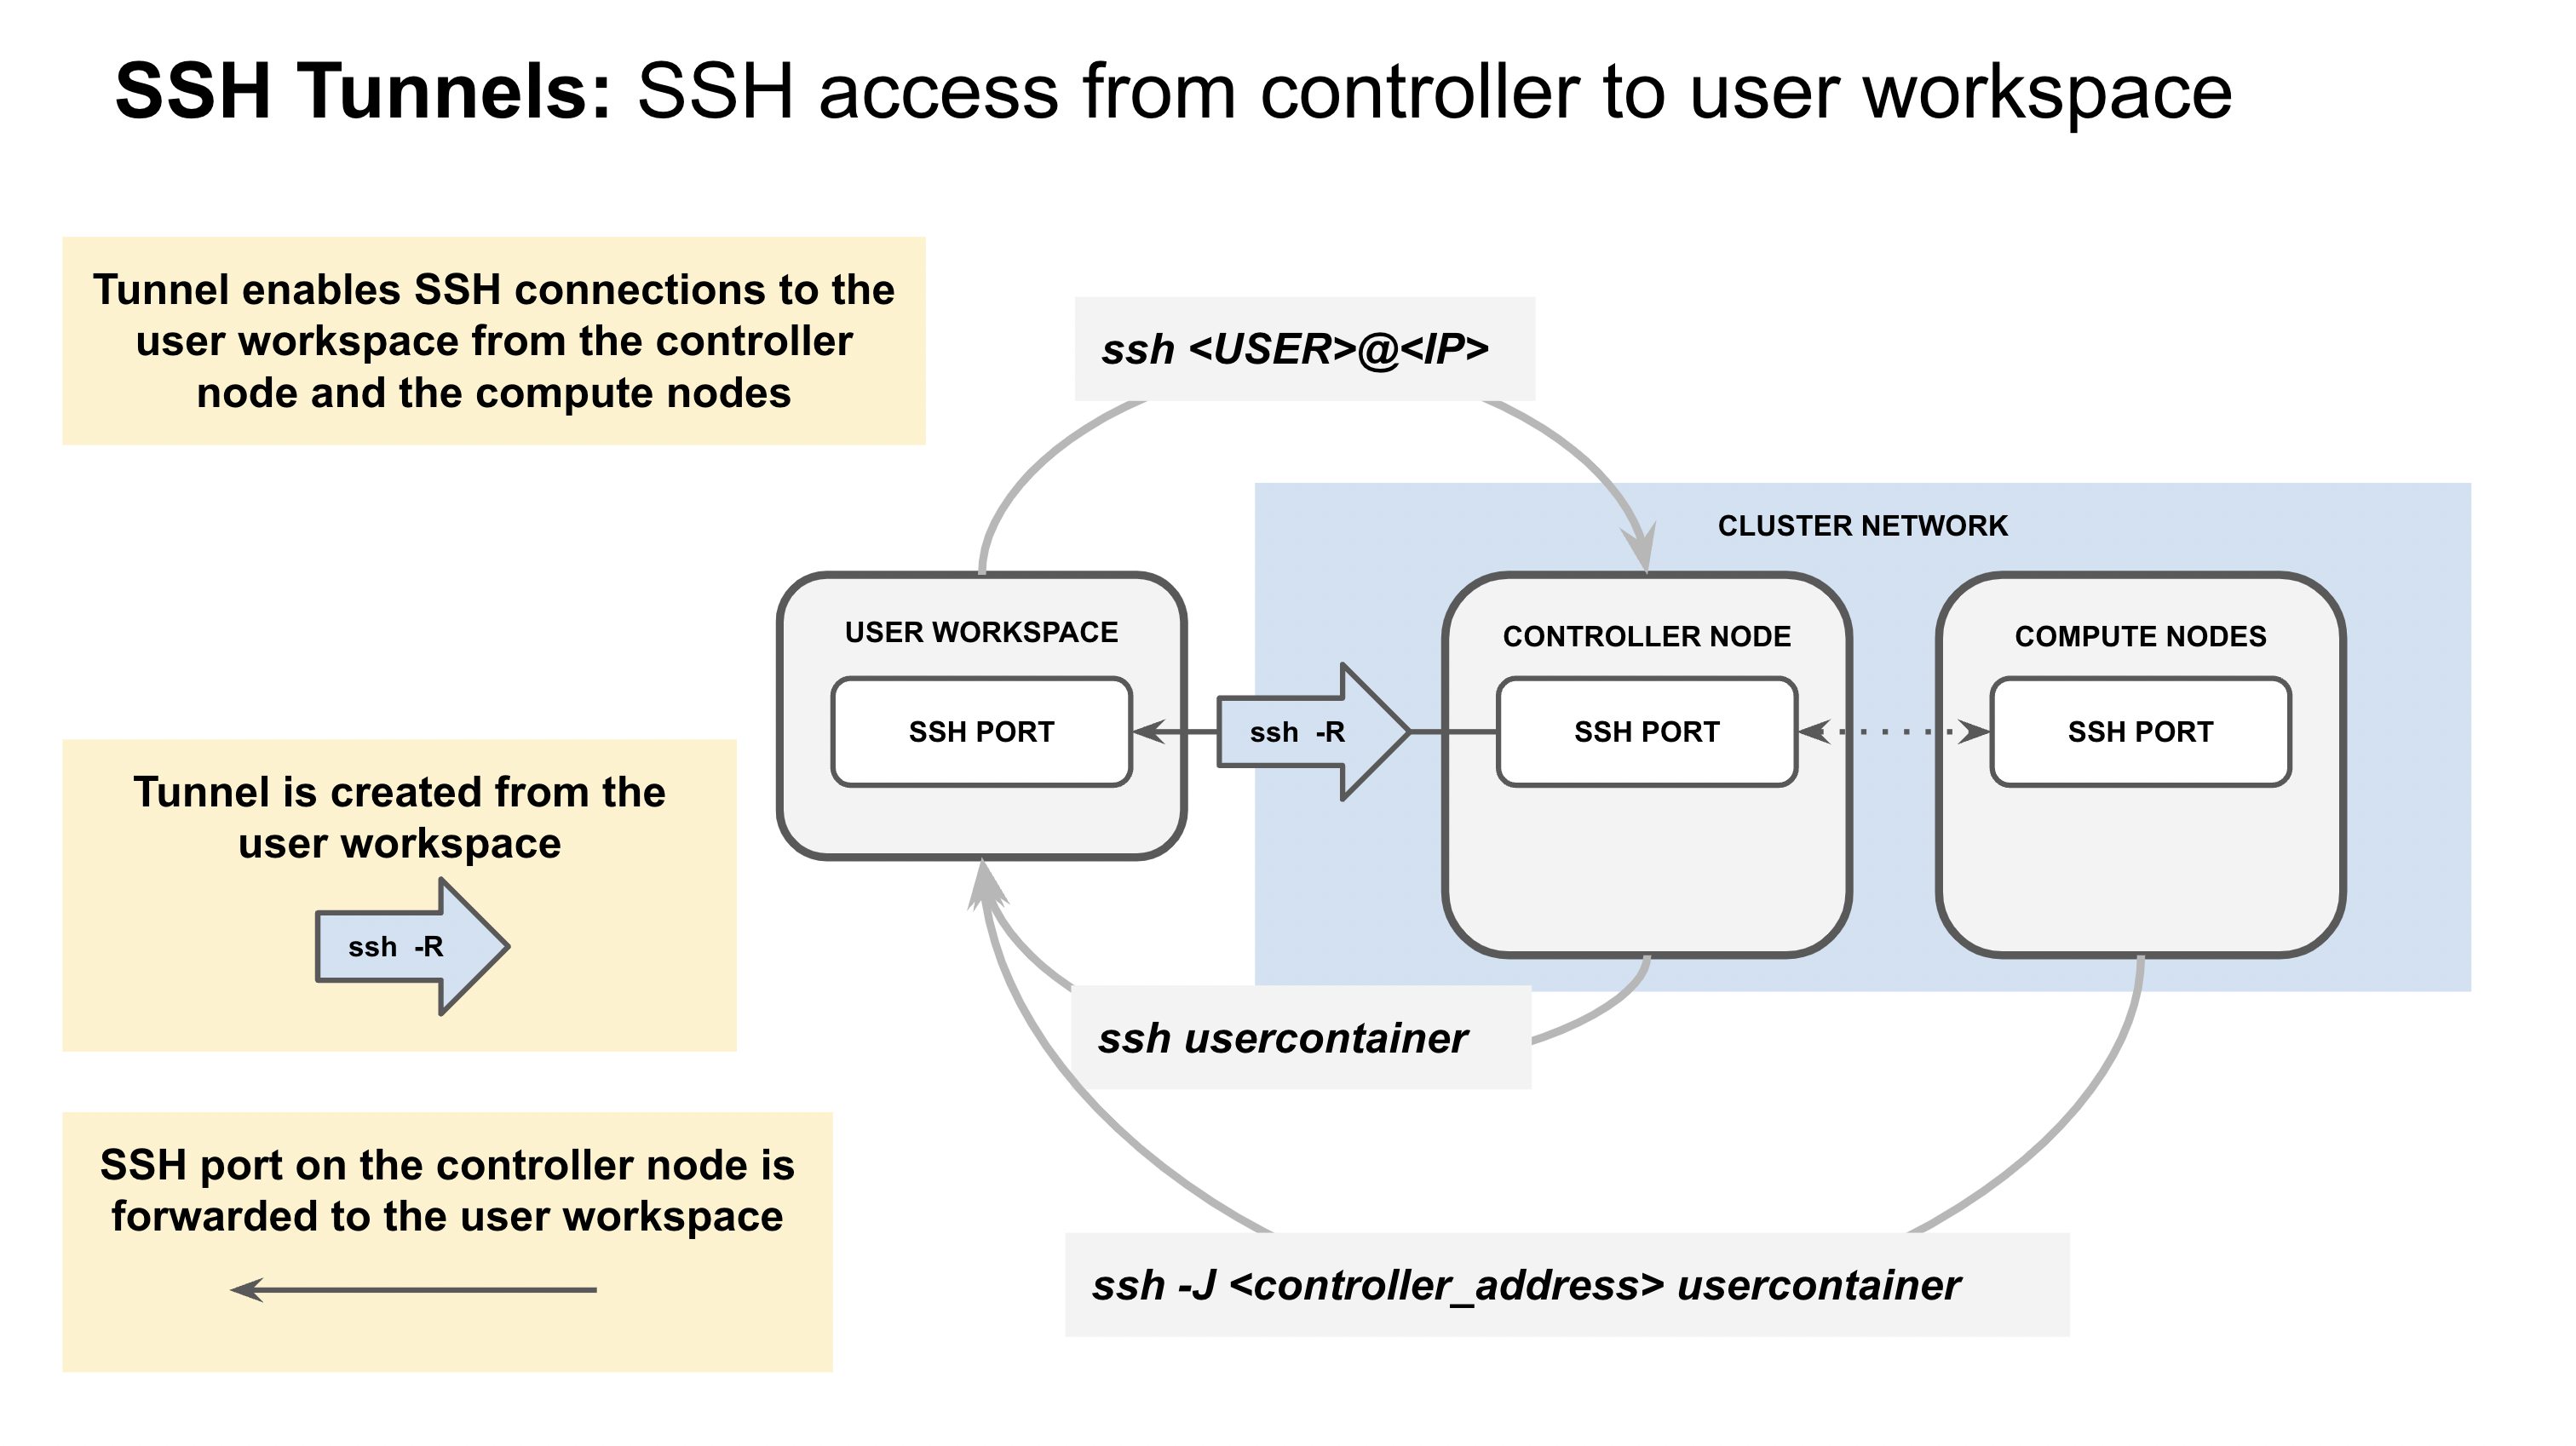 SSH Tunnels: SSH access from controller to user workspace
Tunnel enables SSH connections to the
user workspace from the controller
node and the compute nodes
ssh <USER>@<IP>
CLUSTER NETWORK
USER WORKSPACE
SSH PORT
ssh -R
CONTROLLER NODE
SSH PORT
COMPUTE NODES
SSH PORT
Tunnel is created from the
user workspace
ssh -R
ssh usercontainer
SSH port on the controller node is
forwarded to the user workspace
ssh -J <controller_address> usercontainer